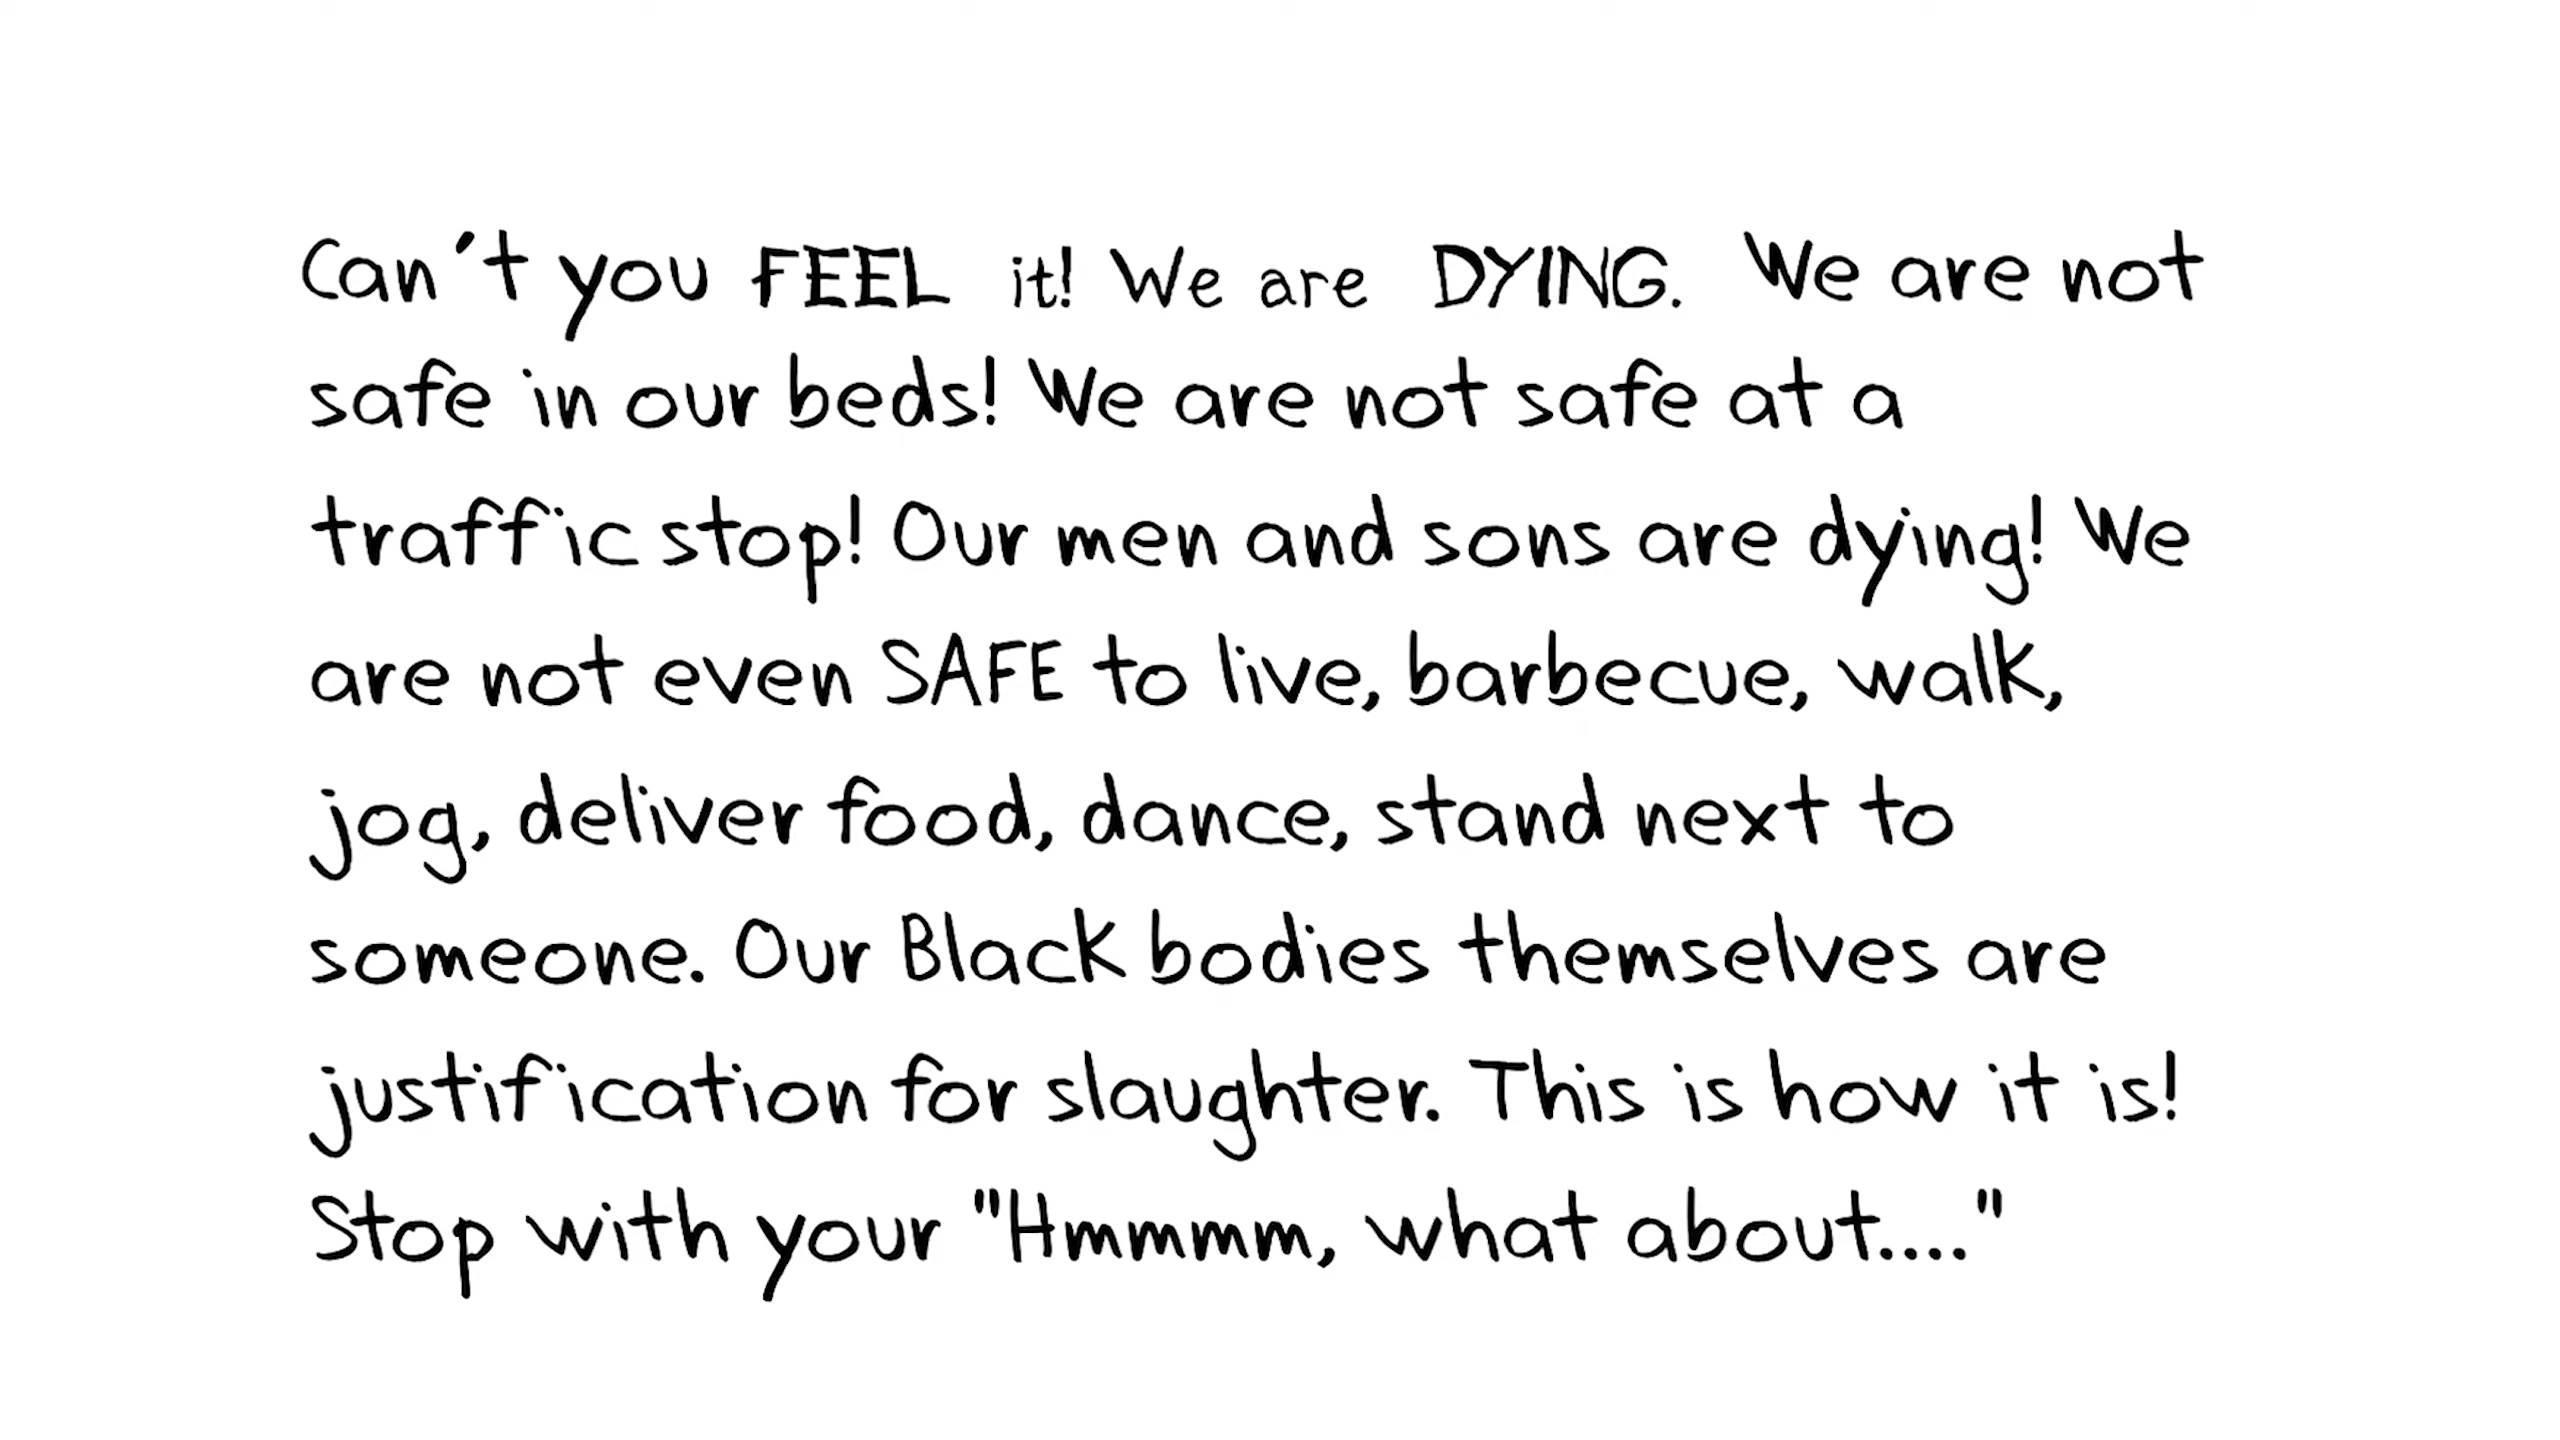 Can't you FEEL it! We are DYING. We are not
safe in our beds! We are not safe at a
traffic stop! Our men and sons are dying! We
are not even SAFE to live, barbecue, walk,
jog, deliver food, dance, stand next to
someone. Our Black bodies themselves are
justification for slaughter. This is how it is!
Stop with your "Hmmmm, what about...."